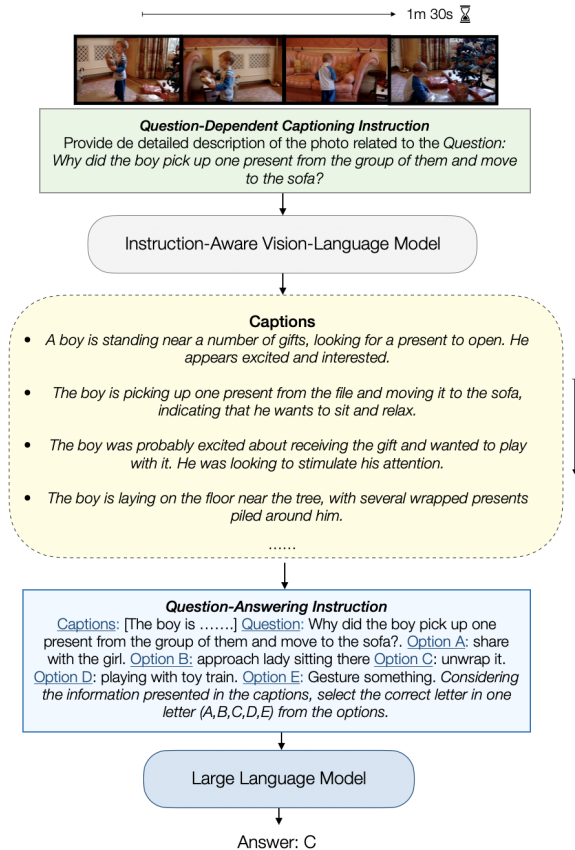 1m 30s
Question-Dependent Captioning Instruction
Provide de detailed description of the photo related to the Question:
Why did the boy pick up one present from the group of them and move
to the sofa?
Instruction-Aware Vision-Language Model
Captions
• A boy is standing near a number of gifts, looking for a present to open. He
appears excited and interested.
• The boy is picking up one present from the file and moving it to the sofa,
indicating that he wants to sit and relax.
• The boy was probably excited about receiving the gift and wanted to play
with it. He was looking to stimulate his attention.
• The boy is laying on the floor near the tree, with several wrapped presents
piled around him.
......
Question-Answering Instruction
Captions: [The boy is .......] Question: Why did the boy pick up one
present from the group of them and move to the sofa?. Option A: share
with the girl. Option B: approach lady sitting there Option C: unwrap it.
Option D: playing with toy train. Option E: Gesture something. Considering
the information presented in the captions, select the correct letter in one
letter (A,B,C,D,E) from the options.
Large Language Model
Answer: C